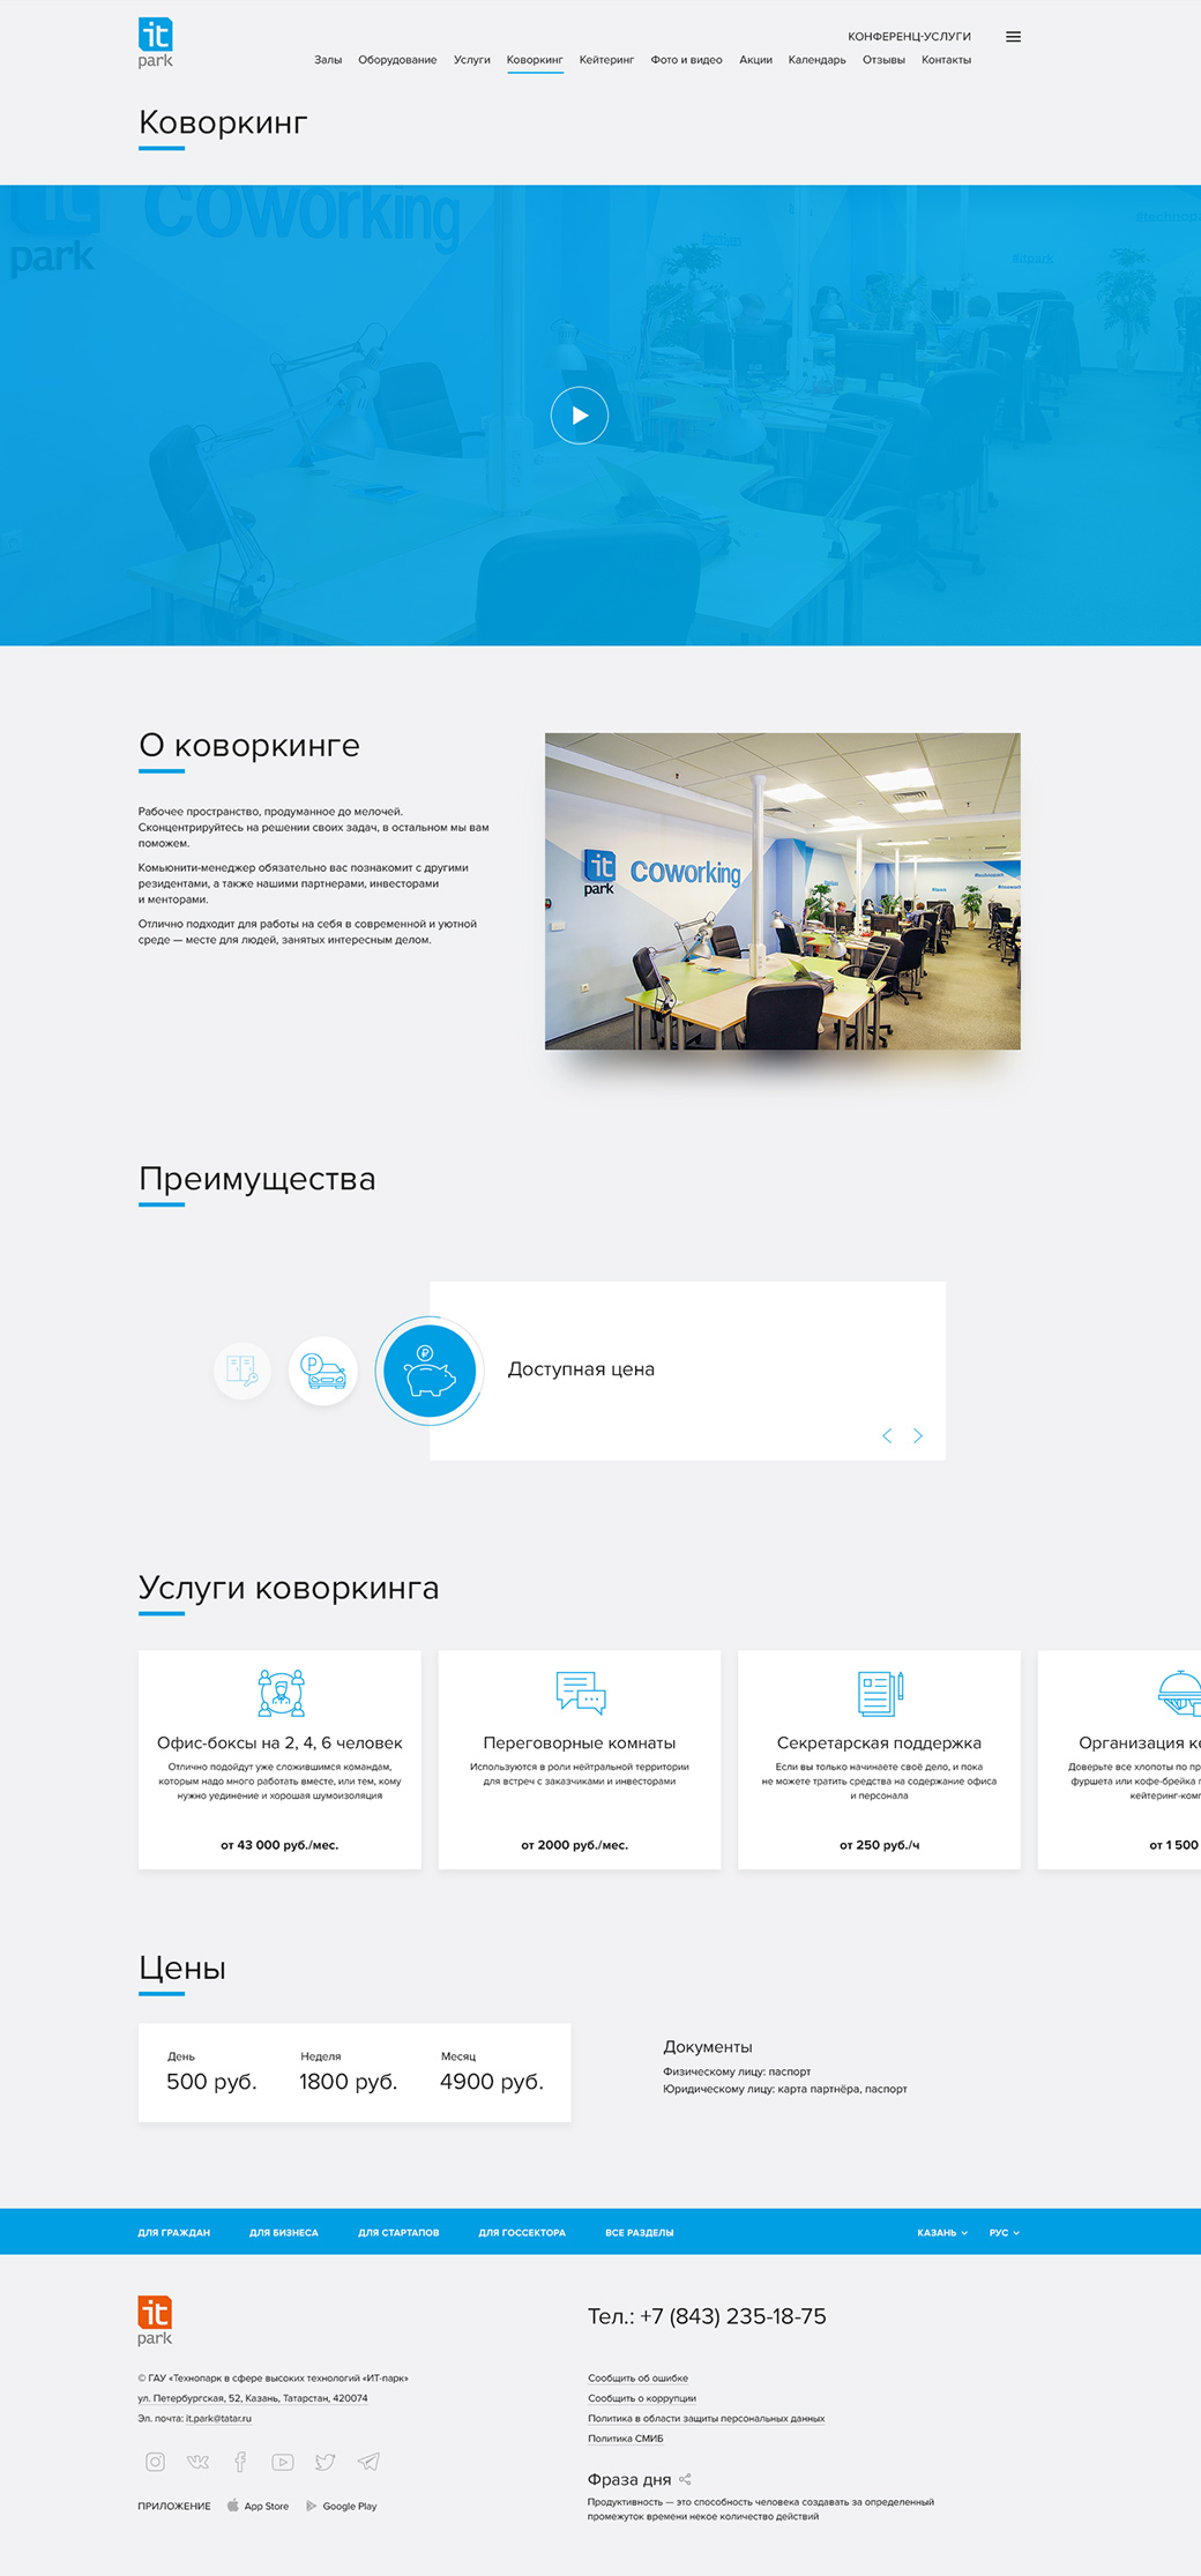 it
park
КОНФЕРЕНЦ-УСЛУГИ
Залы Оборудование Услуги Коворкинг Кейтеринг Фото и видео Акции Календарь Отзывы Контакты
Коворкинг
it
park
coworking
#itpark
О коворкинге
Рабочее пространство, продуманное до мелочей.
Сконцентрируйтесь на решении своих задач, в остальном мы вам
поможем.
Комьюнити-менеджер обязательно вас познакомит с другими
резидентами, а также нашими партнерами, инвесторами
и менторами.
Отлично подходит для работы на себя в современной и уютной
среде — месте для людей, занятых интересным делом.
it
park
coworking
#technopark
Преимущества
Р
Доступная цена
Услуги коворкинга
Офис-боксы на 2, 4, 6 человек
Отлично подойдут уже сложившимся командам,
которым надо много работать вместе, или тем, кому
нужно уединение и хорошая шумоизоляция
от 43 000 руб./мес.
Переговорные комнаты
Используются в роли нейтральной территории
для встреч с заказчиками и инвесторами
от 2000 руб./мес.
Секретарская поддержка
Если вы только начинаете своё дело, и пока
не можете тратить средства на содержание офиса
и персонала
от 250 руб./ч
Организация к
Доверьте все хлопоты по пр
фуршета или кофе-брейка
кейтеринг-ком
от 1 500
Цены
День Неделя Месяц
500 руб. 1800 руб. 4900 руб.
Документы
Физическому лицу: паспорт
Юридическому лицу: карта партнёра, паспорт
ДЛЯ ГРАЖДАН ДЛЯ БИЗНЕСА ДЛЯ СТАРТАПОВ ДЛЯ ГОССЕКТОРА ВСЕ РАЗДЕЛЫ КАЗАНЬ РУС
it
park
© ГАУ «Технопарк в сфере высоких технологий «ИТ-парк»
ул. Петербургская, 52, Казань, Татарстан, 420074
Эл. почта: it.park@tatar.ru
ПРИЛОЖЕНИЕ App Store Google Play
Тел.: +7 (843) 235-18-75
Сообщить об ошибке
Сообщить о коррупции
Политика в области защиты персональных данных
Политика СМИБ
Фраза дня
Продуктивность — это способность человека создавать за определенный
промежуток времени некое количество действий